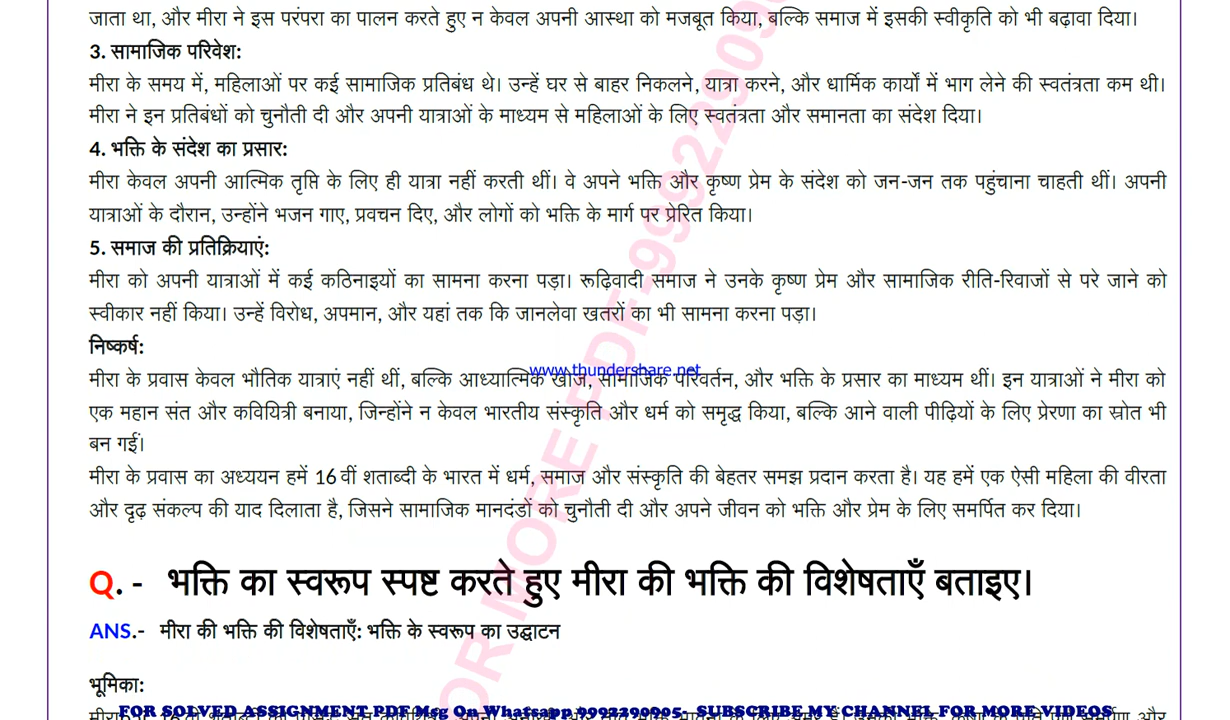 जाता था, और मीरा ने इस परंपरा का पालन करते हुए न केवल अपनी आस्था को मजबूत किया, बल्कि समाज में इसकी स्वीकृति को भी बढ़ावा दिया।
3. सामाजिक परिवेश:
मीरा के समय में, महिलाओं पर कई सामाजिक प्रतिबंध थे। उन्हें घर से बाहर निकलने, यात्रा करने, और धार्मिक कार्यों में भाग लेने की स्वतंत्रता कम थी।
मीरा ने इन प्रतिबंधों को चुनौती दी और अपनी यात्राओं के माध्यम से महिलाओं के लिए स्वतंत्रता और समानता का संदेश दिया।
4. भक्ति के संदेश का प्रसार:
मीरा केवल अपनी आत्मिक तृप्ति के लिए ही यात्रा नहीं करती थीं। वे अपने भक्ति और कृष्ण प्रेम के संदेश को जन-जन तक पहुंचाना चाहती थीं। अपनी
यात्राओं के दौरान, उन्होंने भजन गाए, प्रवचन दिए, और लोगों को भक्ति के मार्ग पर प्रेरित किया।
5. समाज की प्रतिक्रियाएं:
मीरा को अपनी यात्राओं में कई कठिनाइयों का सामना करना पड़ा। रूढ़िवादी समाज ने उनके कृष्ण प्रेम और सामाजिक रीति-रिवाजों से परे जाने को
स्वीकार नहीं किया। उन्हें विरोध, अपमान, और यहां तक कि जानलेवा खतरों का भी सामना करना पड़ा।
निष्कर्ष:
www.thundershare.net
मीरा के प्रवास केवल भौतिक यात्राएं नहीं थीं, बल्कि आध्यात्मिक खोज, सामाजिक परिवर्तन, और भक्ति के प्रसार का माध्यम थीं। इन यात्राओं ने मीरा को
एक महान संत और कवियित्री बनाया, जिन्होंने न केवल भारतीय संस्कृति और धर्म को समृद्ध किया, बल्कि आने वाली पीढ़ियों के लिए प्रेरणा का स्रोत भी
बन गईं।
मीरा के प्रवास का अध्ययन हमें 16 वीं शताब्दी के भारत में धर्म, समाज और संस्कृति की बेहतर समझ प्रदान करता है। यह हमें एक ऐसी महिला की वीरता
और दृढ़ संकल्प की याद दिलाता है, जिसने सामाजिक मानदंडों को चुनौती दी और अपने जीवन को भक्ति और प्रेम के लिए समर्पित कर दिया।
Q. - भक्ति का स्वरूप स्पष्ट करते हुए मीरा की भक्ति की विशेषताएँ बताइए।
ANS.- मीरा की भक्ति की विशेषताएँ: भक्ति के स्वरूप का उद्घाटन
भूमिका:
FOR SOLVED ASSIGNMENT PDF Msg On Whatsapp 9992290905- SUBSCRIBE MY CHANNEL FOR MORE VIDEOS
OR MORE PDF-999229090